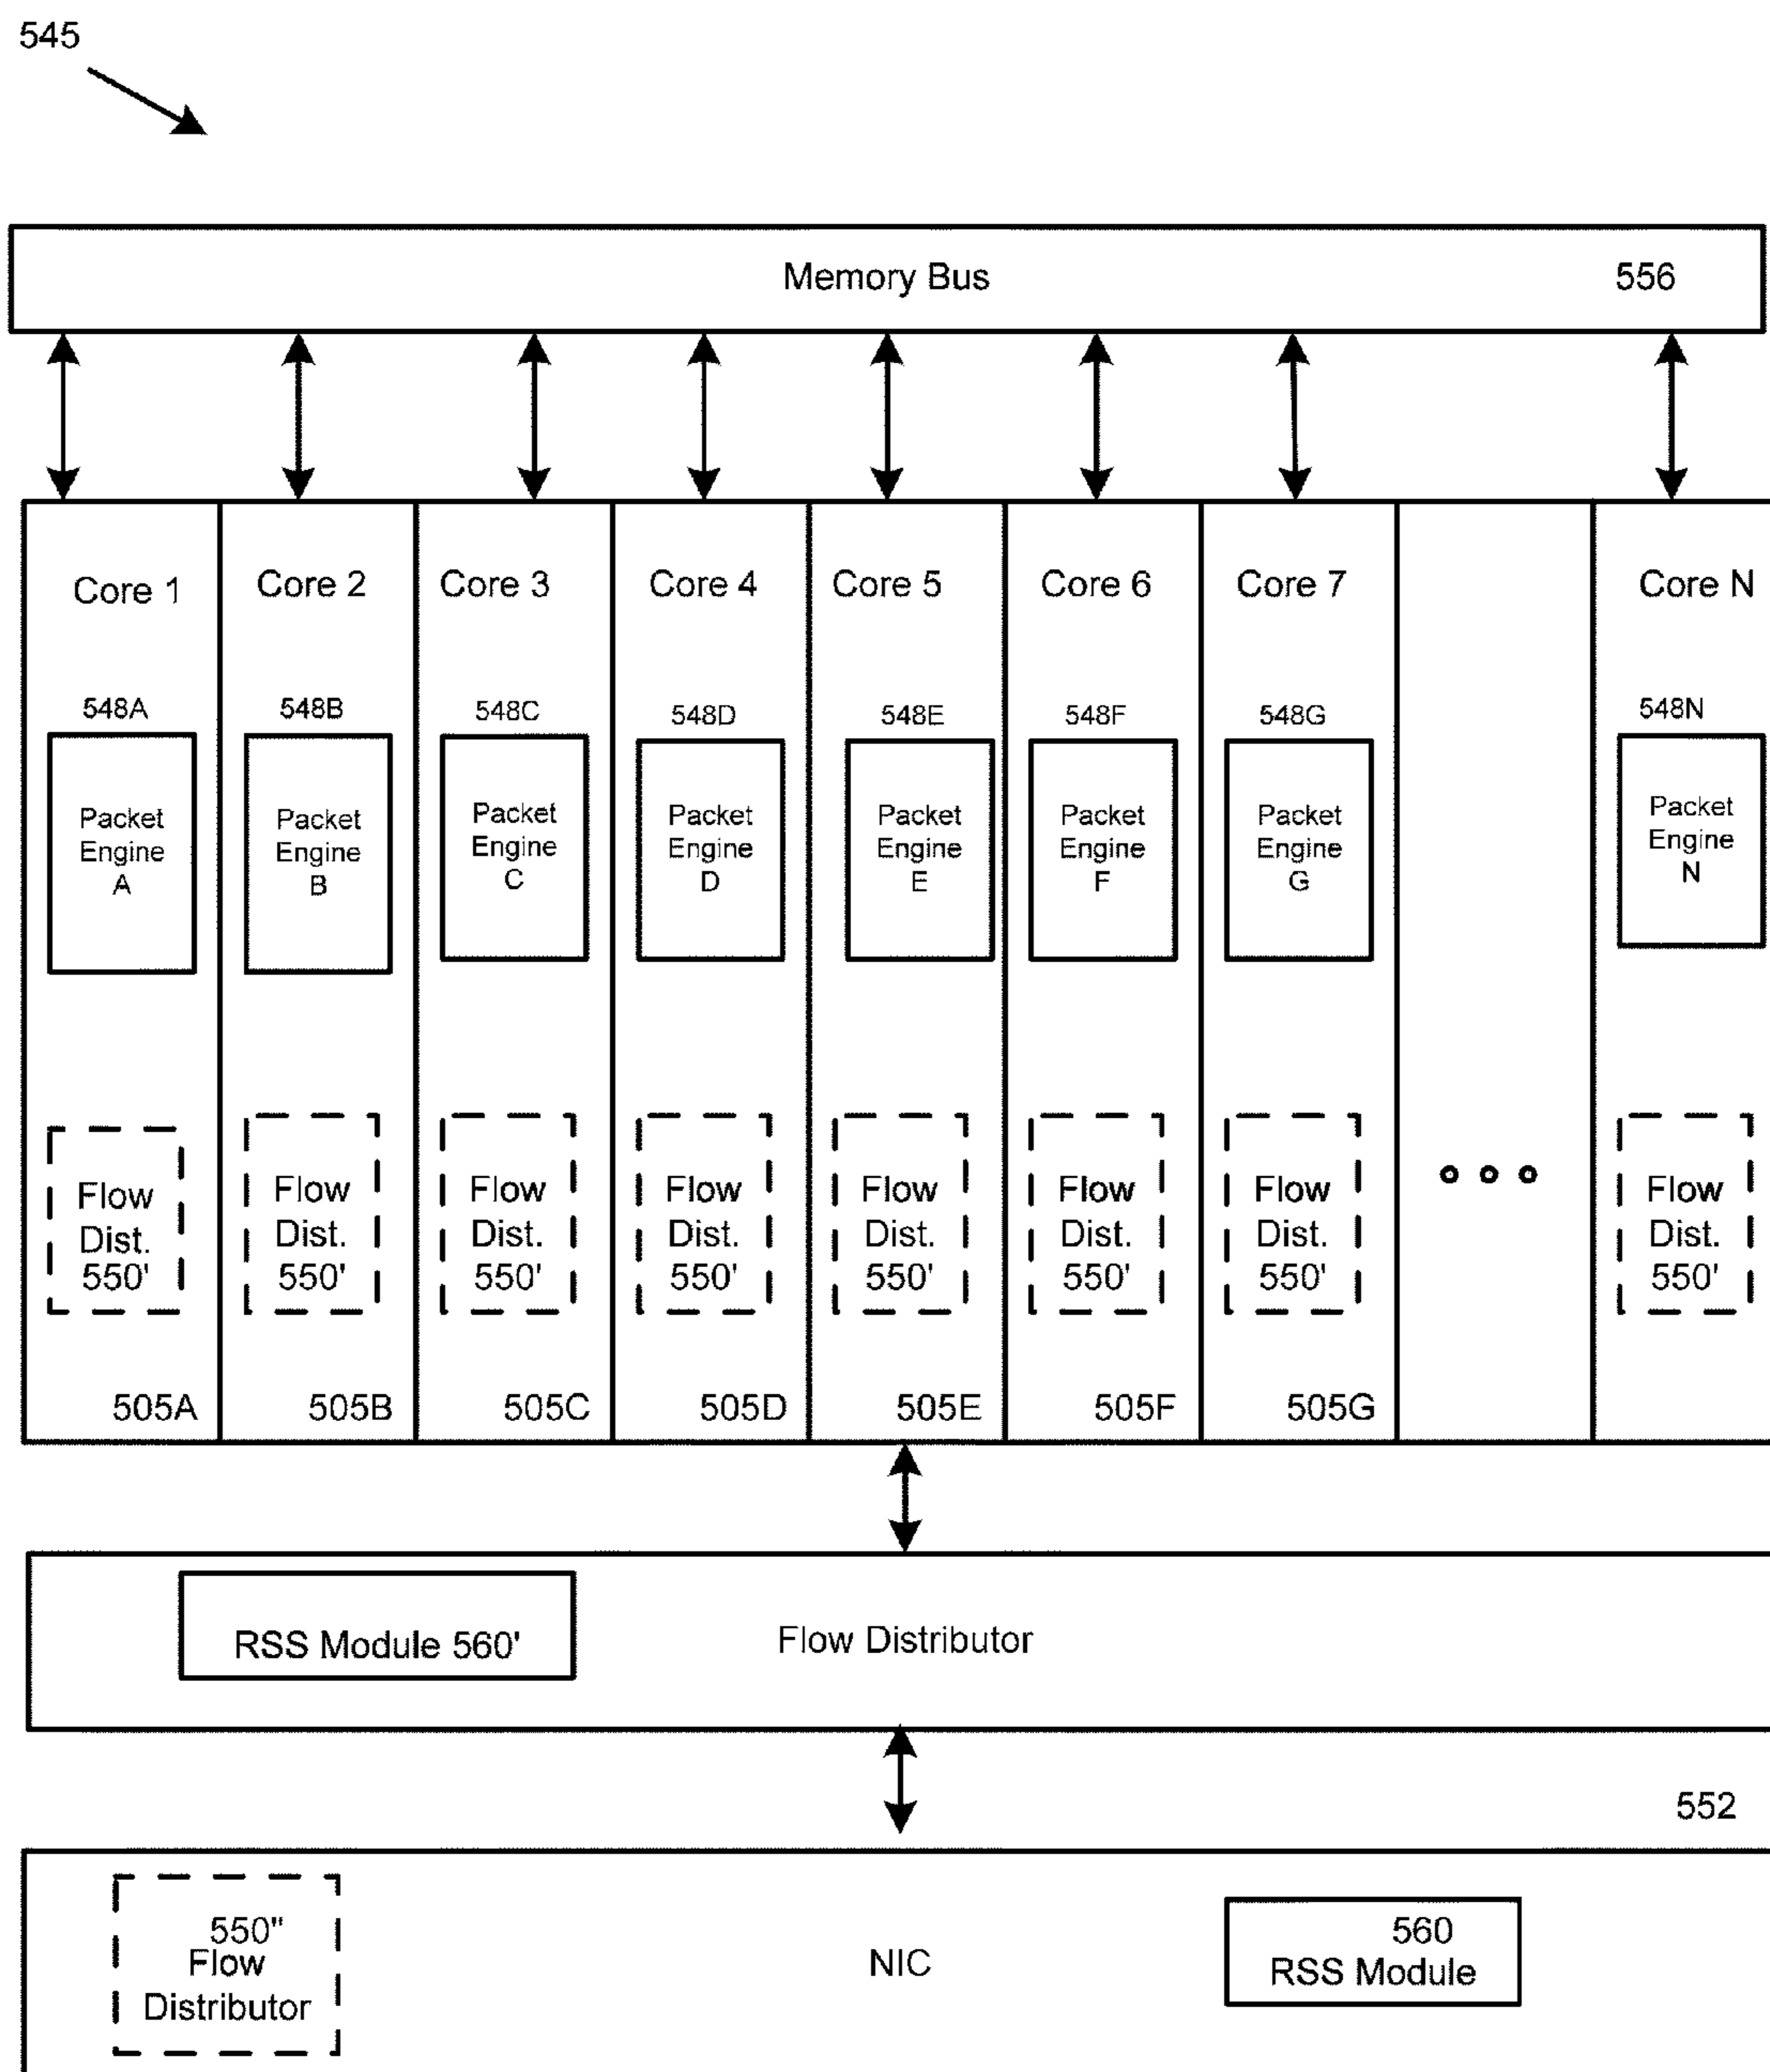 545
Memory Bus 556
Core 1 Core 2 Core 3 Core 4 Core 5 Core 6 Core 7 Core N
548A 548B 548C 548D 548E 548F 548G 548N
Packet Engine A
Packet Engine B
Packet Engine C
Packet Engine D
Packet Engine E
Packet Engine F
Packet Engine G
Packet Engine N
Flow Dist. 550'
Flow Dist. 550'
Flow Dist. 550'
Flow Dist. 550'
Flow Dist. 550'
Flow Dist. 550'
Flow Dist. 550'
Flow Dist. 550'
505A 505B 505C 505D 505E 505F 505G
RSS Module 560' Flow Distributor
552
550"
Flow
Distributor
NIC
560
RSS Module